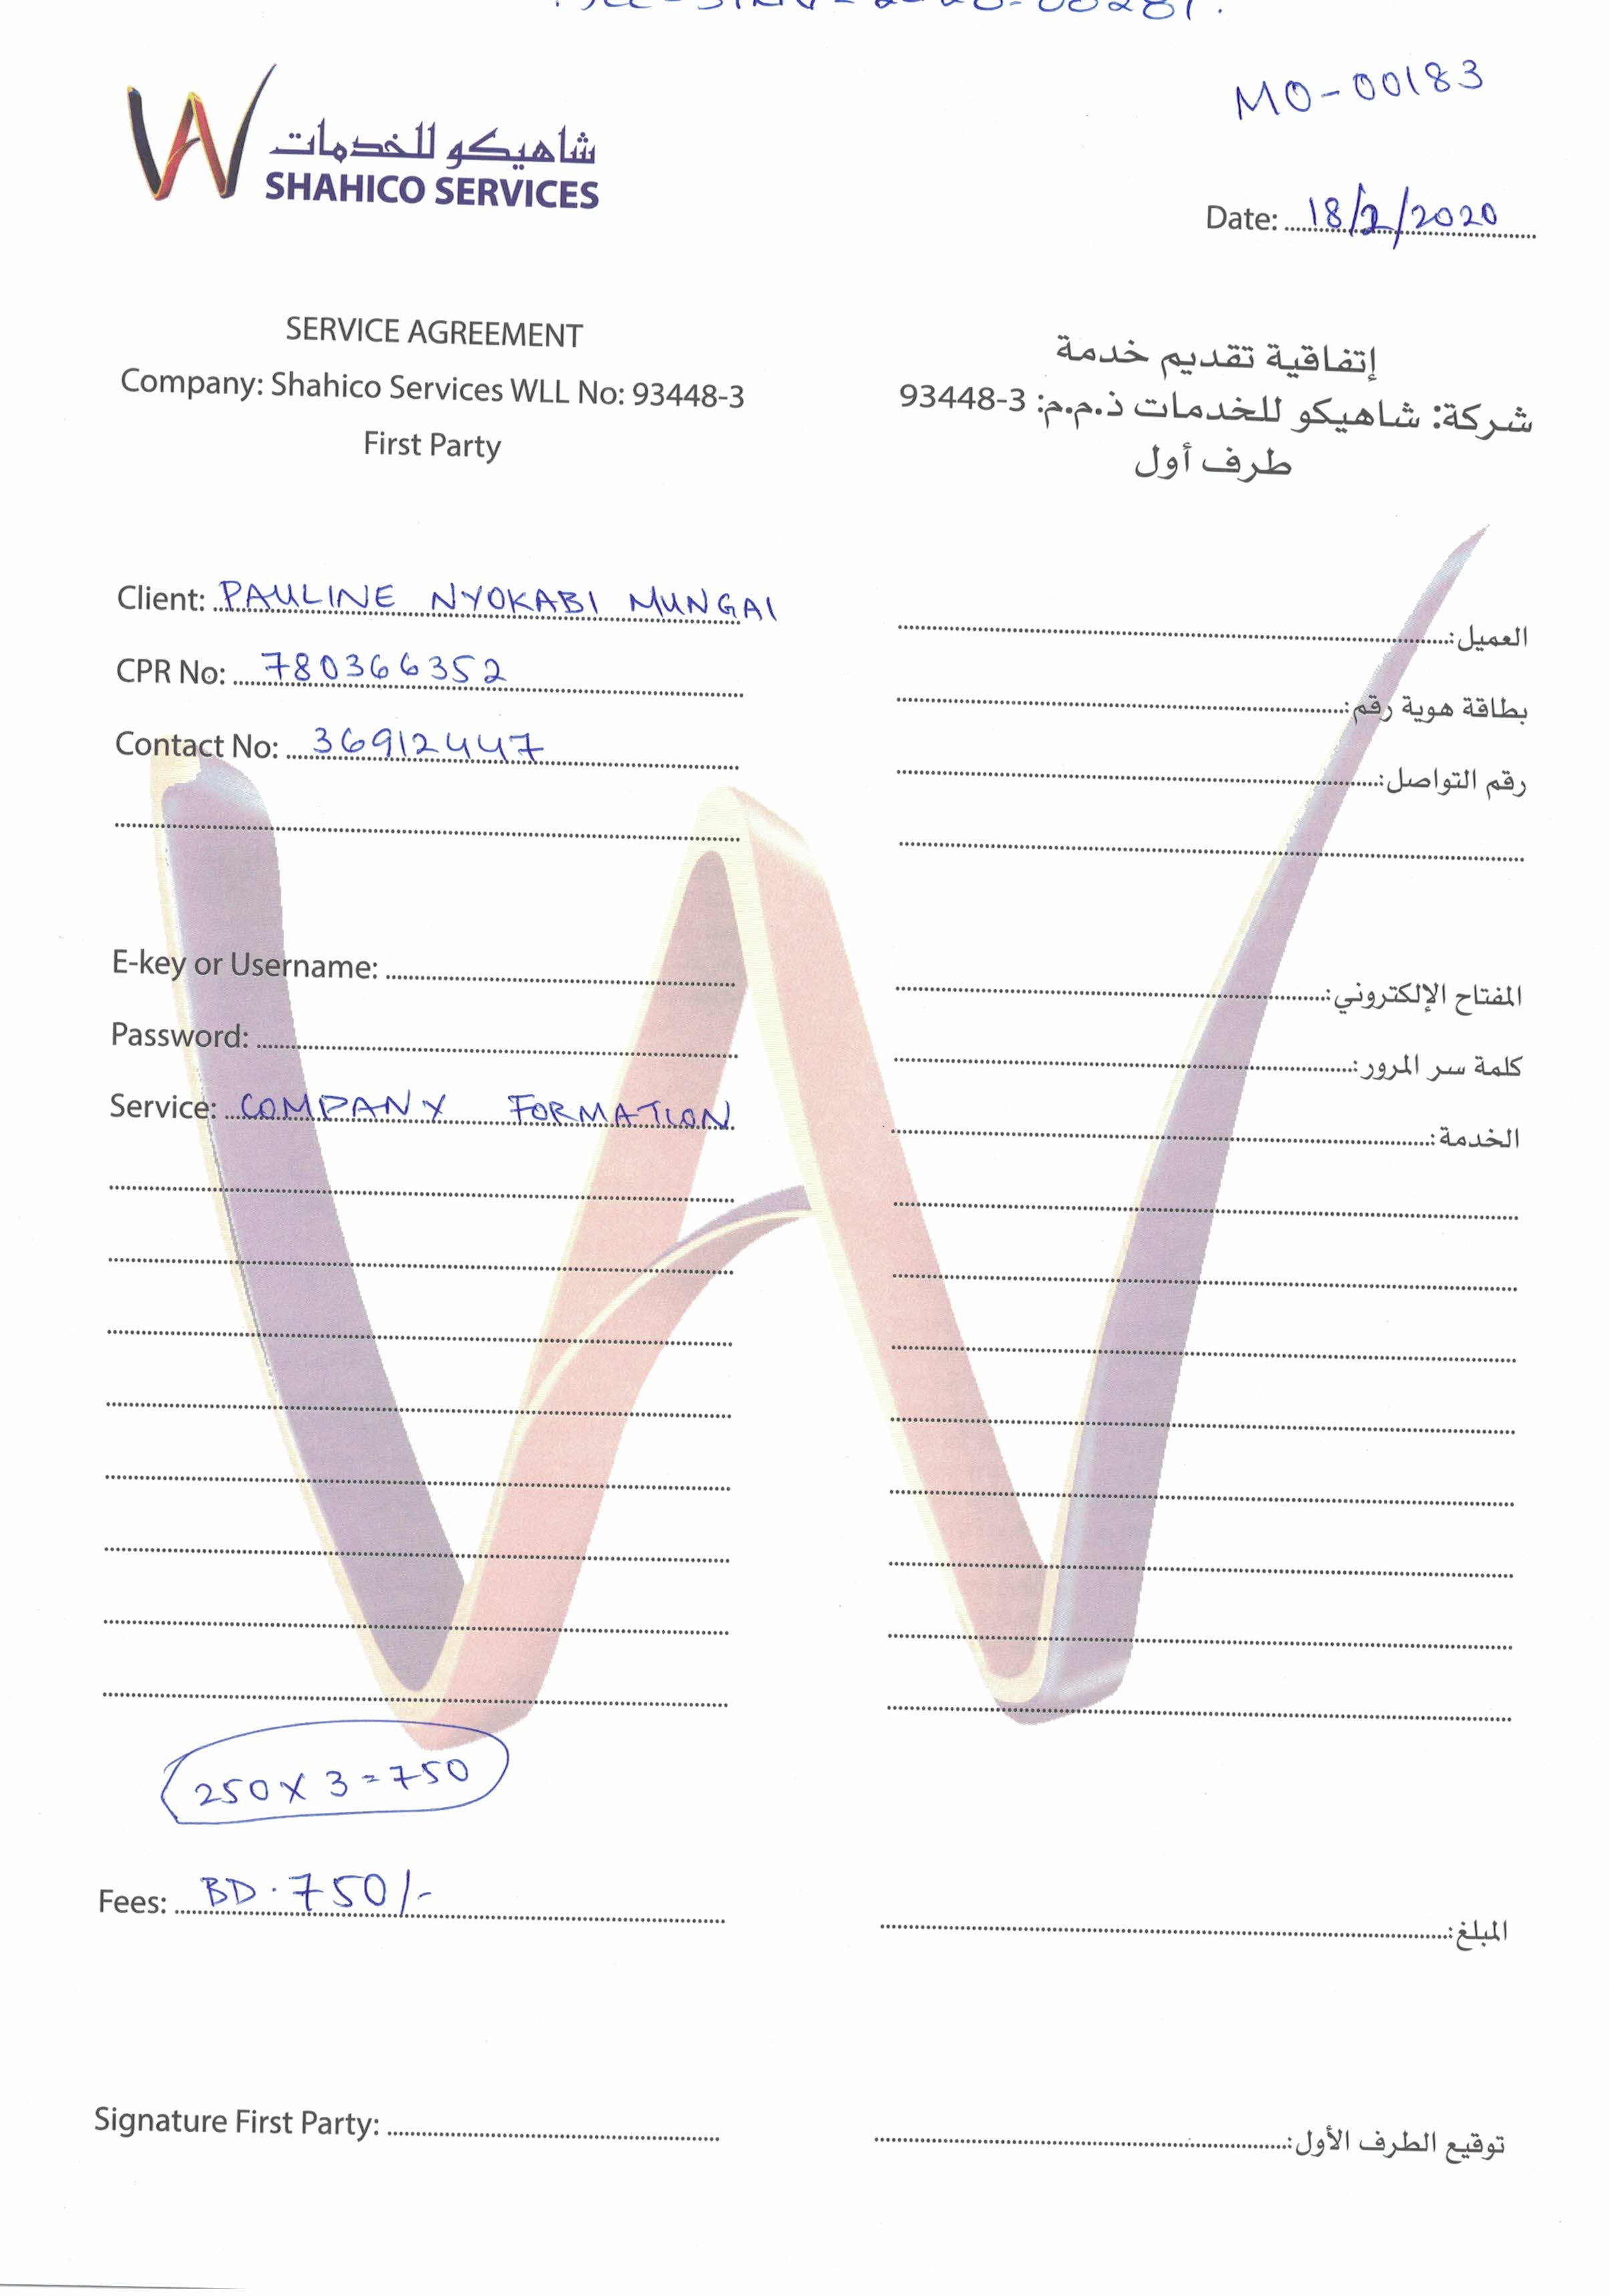 MO-00183
شاهيكو للخدمات
SHAHICO SERVICES
Date: 18/2/2020
SERVICE AGREEMENT
Company: Shahico Services WLL No: 93448-3
First Party
إتفاقية تقديم خدمة
شركة: شاهيكو للخدمات ذ.م.م: 3-93448
طرف أول
Client: PAULINE NYOKABI MUNGAI
العميل:
CPR No: 780366352
بطاقة هوية رقم:
Contact No: 36912447
رقم التواصل:
E-key or Username:
المفتاح الإلكتروني:
Password:
كلمة سر المرور:
Service: COMPANY FORMATION
الخدمة:
250 X 3 = 750
Fees: BD. 750/-
المبلغ:
Signature First Party:
توقيع الطرف الأول: